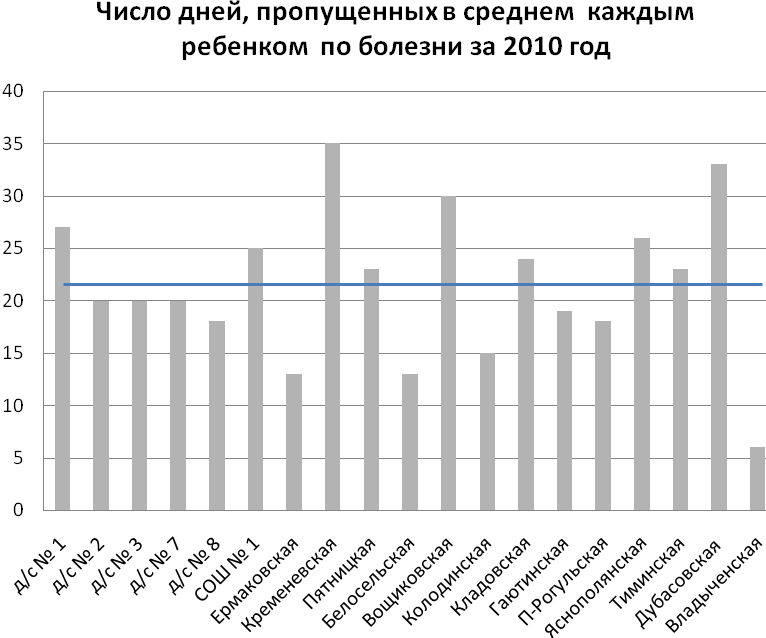 Число дней, пропущенных в среднем каждым
ребенком по болезни за 2010 год
40
35
30
25
20
15
10
5
0
д/с № 1
д/с № 2
д/с № 3
д/с № 7
д/с № 8
СОШ № 1
Ермаковская
Кременевская
Пятницкая
Белосельская
Вощиковская
Колодинская
Кладовская
Гаютинская
П-Рогульская
Яснополянская
Тиминская
Дубасовская
Владыченская